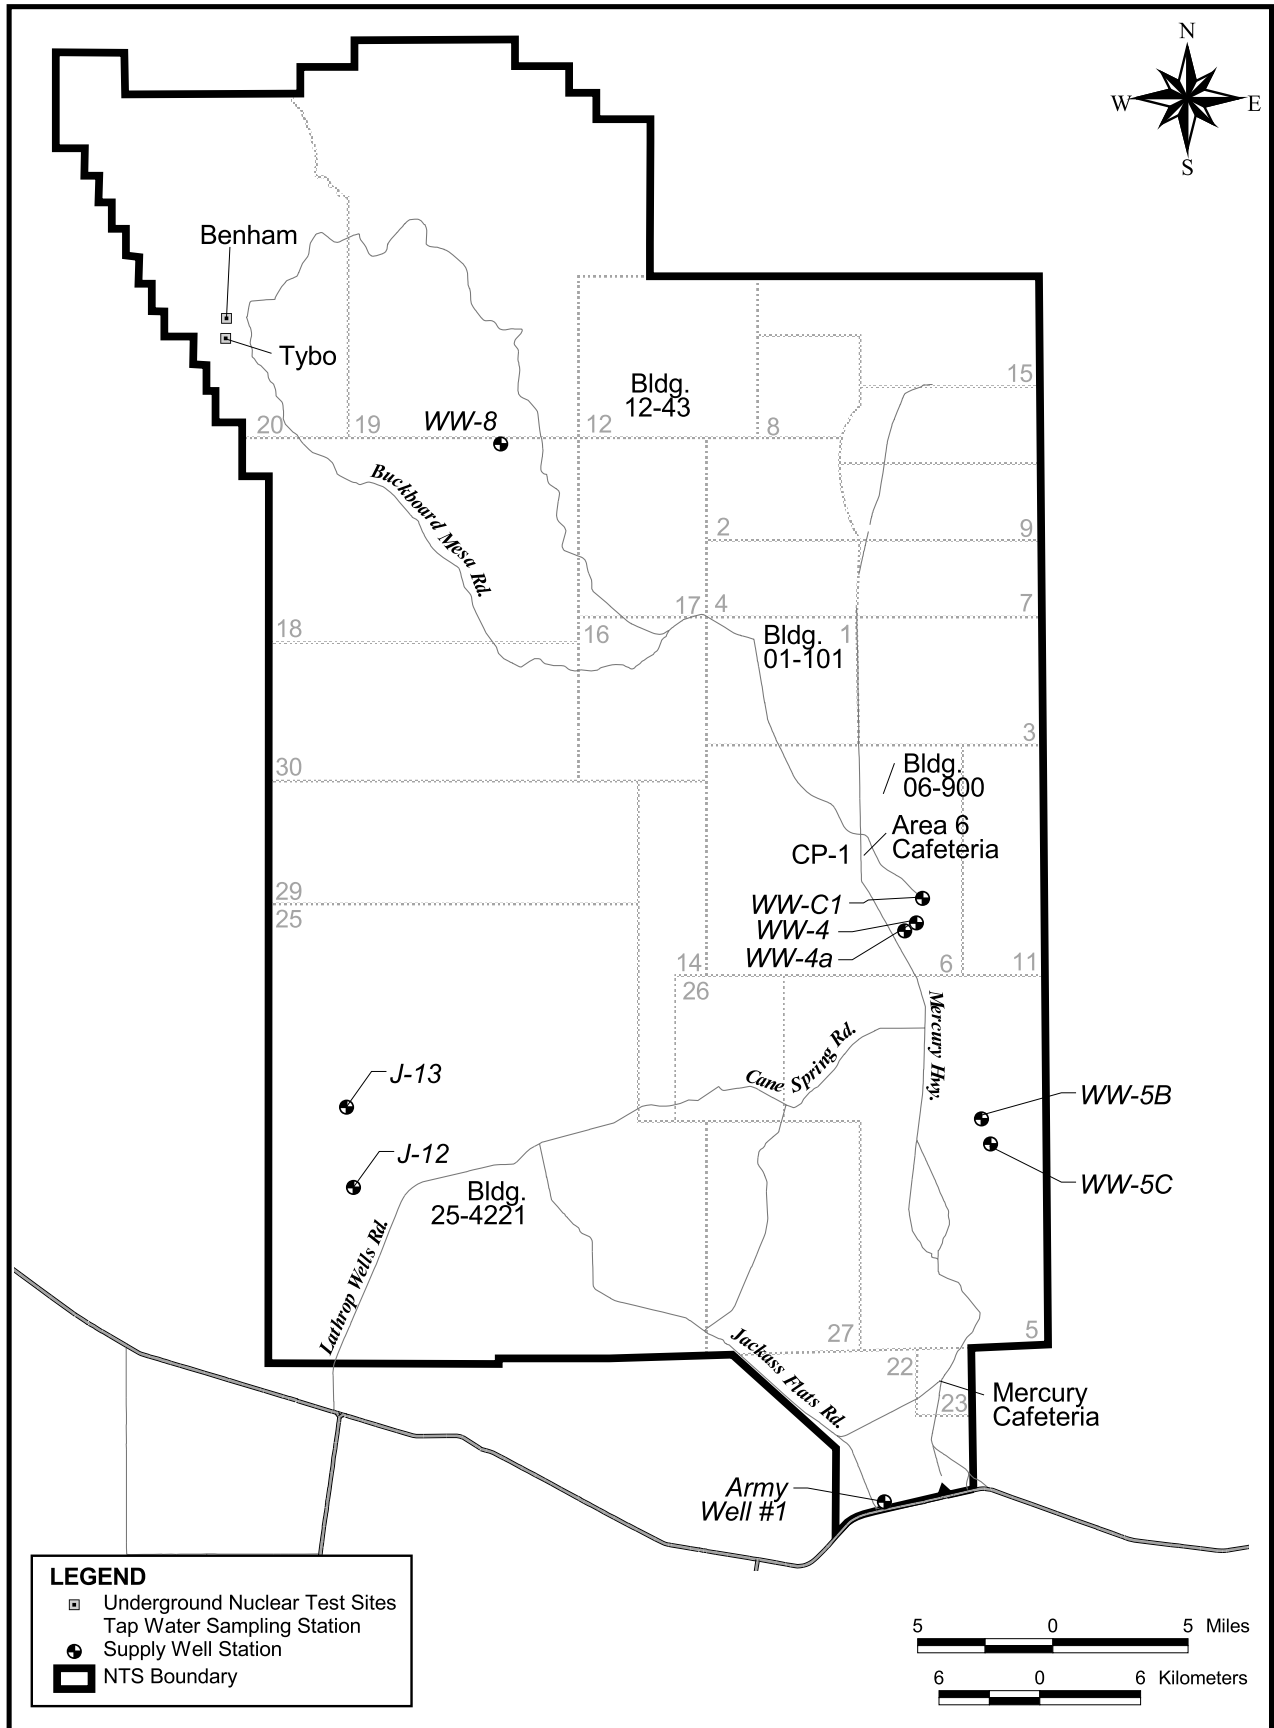 N
W E
S
Benham
Tybo
Bldg.
12-43
15
20
19
WW-8
12
8
Buckboard Mesa Rd.
2
9
18
16
17
4
7
Bldg.
01-101
1
3
30
Bldg.
06-900
Area 6
Cafeteria
CP-1
29
25
WW-C1
WW-4
WW-4a
14
26
6
11
Mercury Hwy.
Cane Spring Rd.
J-13
WW-5B
J-12
WW-5C
Bldg.
25-4221
Lathrop Wells Rd.
Jackass Flats Rd.
27
5
22
23
Mercury
Cafeteria
Army
Well #1
LEGEND
Underground Nuclear Test Sites
Tap Water Sampling Station
Supply Well Station
NTS Boundary
5 0 5 Miles
6 0 6 Kilometers